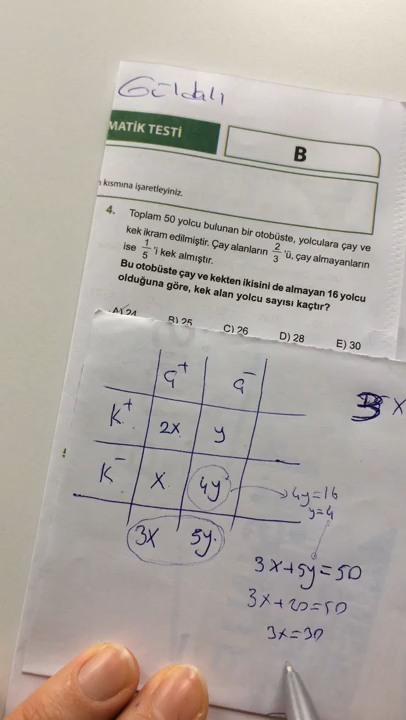 Güldalı
MATİK TESTİ
B
kısmına işaretleyiniz.
4. Toplam 50 yolcu bulunan bir otobüste, yolculara çay ve
kek ikram edilmiştir. Çay alanların 2/3 'ü, çay almayanların
ise 1/5 'i kek almıştır.
Bu otobüste çay ve kekten ikisini de almayan 16 yolcu
olduğuna göre, kek alan yolcu sayısı kaçtır?
A) 24 B) 25 C) 26 D) 28 E) 30
Ç+ Ç-
K+ 2x y
K- x 4y → 4y=16
y=4
3x 5y
3x+5y=50
3x+20=50
3x=30
3 x